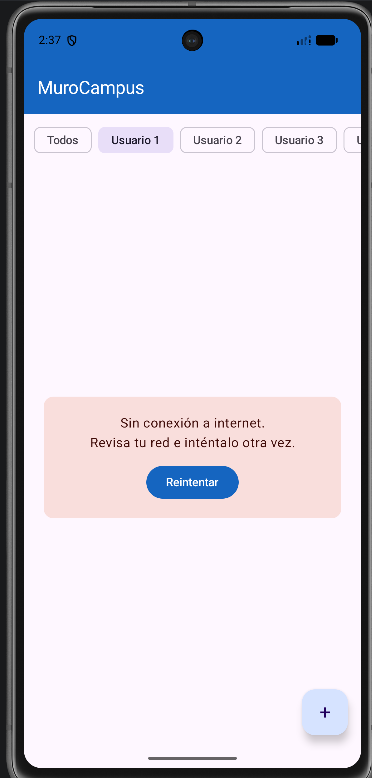 2:37
MuroCampus
Todos
Usuario 1
Usuario 2
Usuario 3
Sin conexión a internet.
Revisa tu red e inténtalo otra vez.
Reintentar
+